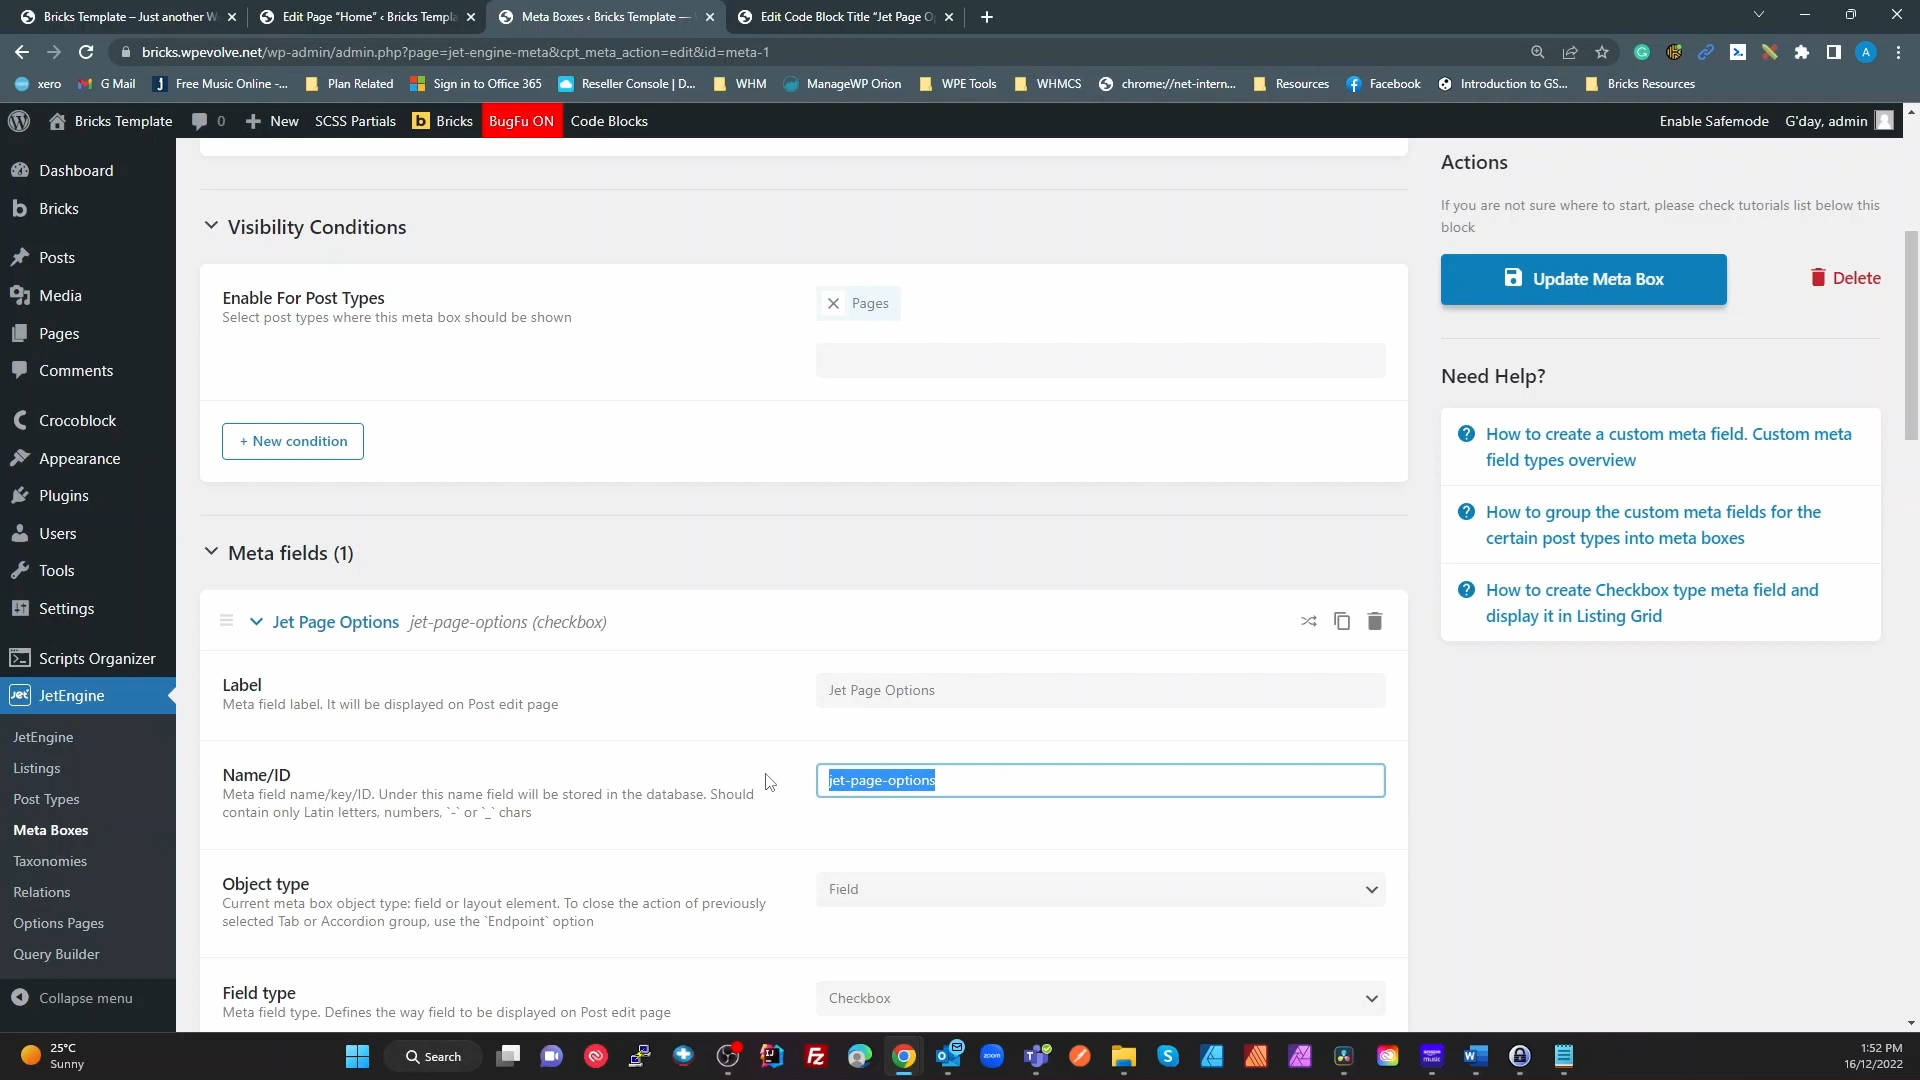 Bricks Template – Just another W
Edit Page “Home” ‹ Bricks Templa
Meta Boxes ‹ Bricks Template —
Edit Code Block Title “Jet Page O
bricks.wpevolve.net/wp-admin/admin.php?page=jet-engine-meta&cpt_meta_action=edit&id=meta-1
xero
G Mail
Free Music Online -...
Plan Related
Sign in to Office 365
Reseller Console | D...
WHM
ManageWP Orion
WPE Tools
WHMCS
chrome://net-intern...
Resources
Facebook
Introduction to GS...
Bricks Resources
Bricks Template
0
New
SCSS Partials
b Bricks
BugFu ON
Code Blocks
Enable Safemode
G'day, admin
Dashboard
b Bricks
Posts
Media
Pages
Comments
Crocoblock
Appearance
Plugins
Users
Tools
Settings
Scripts Organizer
Jet JetEngine
JetEngine
Listings
Post Types
Meta Boxes
Taxonomies
Relations
Options Pages
Query Builder
Collapse menu
Visibility Conditions
Enable For Post Types
Select post types where this meta box should be shown
Pages
+ New condition
Meta fields (1)
Jet Page Options jet-page-options (checkbox)
Label
Meta field label. It will be displayed on Post edit page
Jet Page Options
Name/ID
Meta field name/key/ID. Under this name field will be stored in the database. Should
contain only Latin letters, numbers, `-` or `_` chars
jet-page-options
Object type
Current meta box object type: field or layout element. To close the action of previously
selected Tab or Accordion group, use the `Endpoint` option
Field
Field type
Meta field type. Defines the way field to be displayed on Post edit page
Checkbox
Actions
If you are not sure where to start, please check tutorials list below this
block
Update Meta Box
Delete
Need Help?
How to create a custom meta field. Custom meta
field types overview
How to group the custom meta fields for the
certain post types into meta boxes
How to create Checkbox type meta field and
display it in Listing Grid
25°C
Sunny
Search
zoom
1:52 PM
16/12/2022